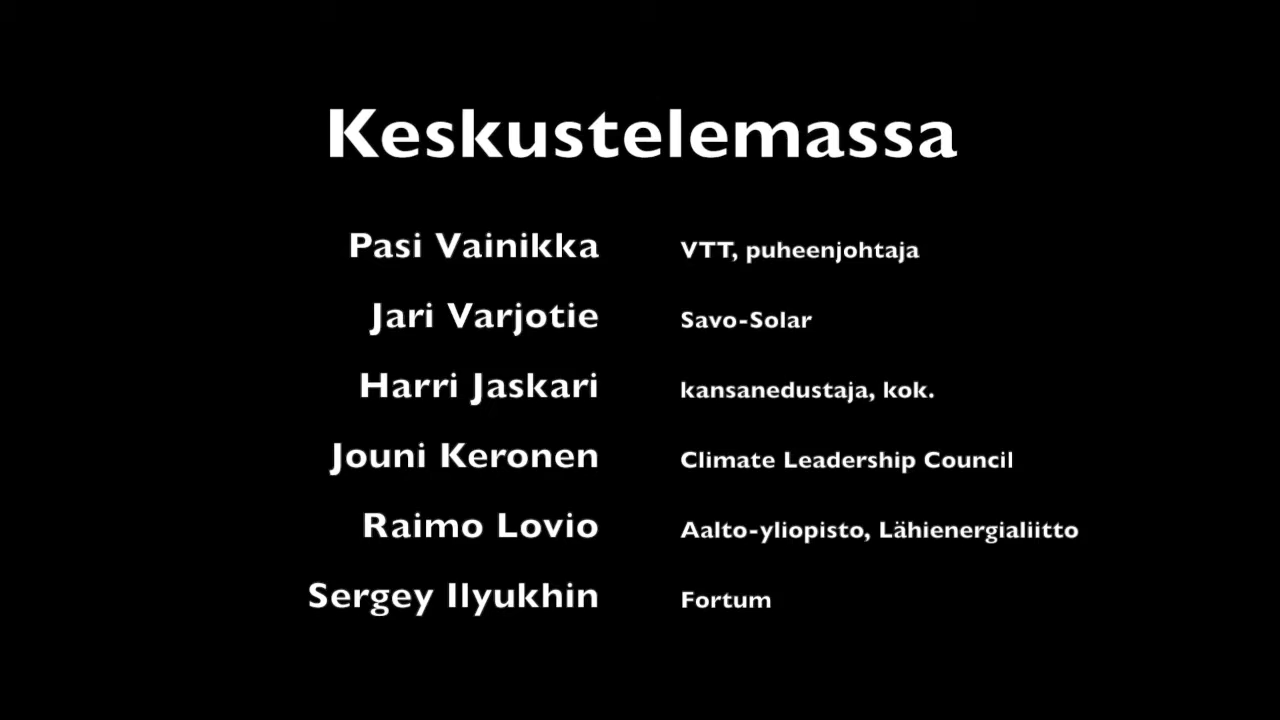 Keskustelemassa
Pasi Vainikka VTT, puheenjohtaja
Jari Varjotie Savo-Solar
Harri Jaskari kansanedustaja, kok.
Jouni Keronen Climate Leadership Council
Raimo Lovio Aalto-yliopisto, Lähienergialiitto
Sergey Ilyukhin Fortum